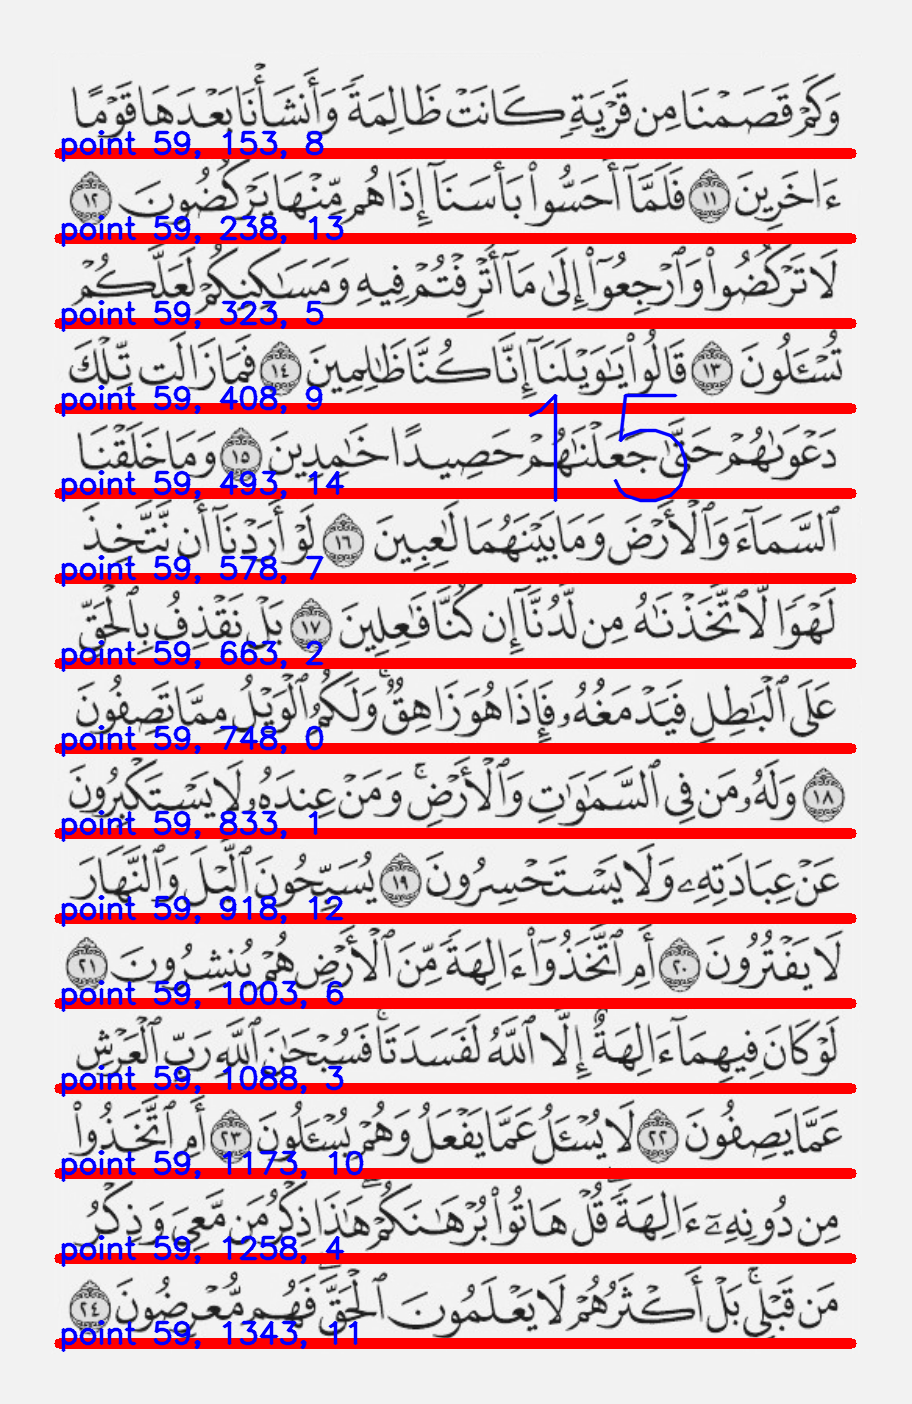 وَكَمْ قَصَمْنَا مِن قَرْيَةٍ كَانَتْ ظَالِمَةً وَأَنشَأْنَا بَعْدَهَا قَوْمًا
point 59, 153, 8
ءَاخَرِينَ ١١ فَلَمَّآ أَحَسُّوا۟ بَأْسَنَآ إِذَا هُم مِّنْهَا يَرْكُضُونَ ١٢
point 59, 238, 13
لَا تَرْكُضُوا۟ وَٱرْجِعُوٓا۟ إِلَىٰ مَآ أُتْرِفْتُمْ فِيهِ وَمَسَـٰكِنِكُمْ لَعَلَّكُمْ
point 59, 323, 5
تُسْـَٔلُونَ ١٣ قَالُوا۟ يَـٰوَيْلَنَآ إِنَّا كُنَّا ظَـٰلِمِينَ ١٤ فَمَا زَالَت تِّلْكَ
point 59, 408, 9
15
دَعْوَىٰهُمْ حَتَّىٰ جَعَلْنَـٰهُمْ حَصِيدًا خَـٰمِدِينَ ١٥ وَمَا خَلَقْنَا
point 59, 493, 14
ٱلسَّمَآءَ وَٱلْأَرْضَ وَمَا بَيْنَهُمَا لَـٰعِبِينَ ١٦ لَوْ أَرَدْنَآ أَن نَّتَّخِذَ
point 59, 578, 7
لَهْوًا لَّٱتَّخَذْنَـٰهُ مِن لَّدُنَّآ إِن كُنَّا فَـٰعِلِينَ ١٧ بَلْ نَقْذِفُ بِٱلْحَقِّ
point 59, 663, 2
عَلَى ٱلْبَـٰطِلِ فَيَدْمَغُهُۥ فَإِذَا هُوَ زَاهِقٌ ۚ وَلَكُمُ ٱلْوَيْلُ مِمَّا تَصِفُونَ
point 59, 748, 0
١٨ وَلَهُۥ مَن فِى ٱلسَّمَـٰوَٰتِ وَٱلْأَرْضِ ۚ وَمَنْ عِندَهُۥ لَا يَسْتَكْبِرُونَ
point 59, 833, 1
عَنْ عِبَادَتِهِۦ وَلَا يَسْتَحْسِرُونَ ١٩ يُسَبِّحُونَ ٱلَّيْلَ وَٱلنَّهَارَ
point 59, 918, 12
لَا يَفْتُرُونَ ٢٠ أَمِ ٱتَّخَذُوٓا۟ ءَالِهَةً مِّنَ ٱلْأَرْضِ هُمْ يُنشِرُونَ ٢١
point 59, 1003, 6
لَوْ كَانَ فِيهِمَآ ءَالِهَةٌ إِلَّا ٱللَّهُ لَفَسَدَتَا ۚ فَسُبْحَـٰنَ ٱللَّهِ رَبِّ ٱلْعَرْشِ
point 59, 1088, 3
عَمَّا يَصِفُونَ ٢٢ لَا يُسْـَٔلُ عَمَّا يَفْعَلُ وَهُمْ يُسْـَٔلُونَ ٢٣ أَمِ ٱتَّخَذُوا۟
point 59, 1173, 10
مِن دُونِهِۦٓ ءَالِهَةً ۖ قُلْ هَاتُوا۟ بُرْهَـٰنَكُمْ ۖ هَـٰذَا ذِكْرُ مَن مَّعِىَ وَذِكْرُ
point 59, 1258, 4
مَن قَبْلِى ۗ بَلْ أَكْثَرُهُمْ لَا يَعْلَمُونَ ٱلْحَقَّ ۖ فَهُم مُّعْرِضُونَ ٢٤
point 59, 1343, 11